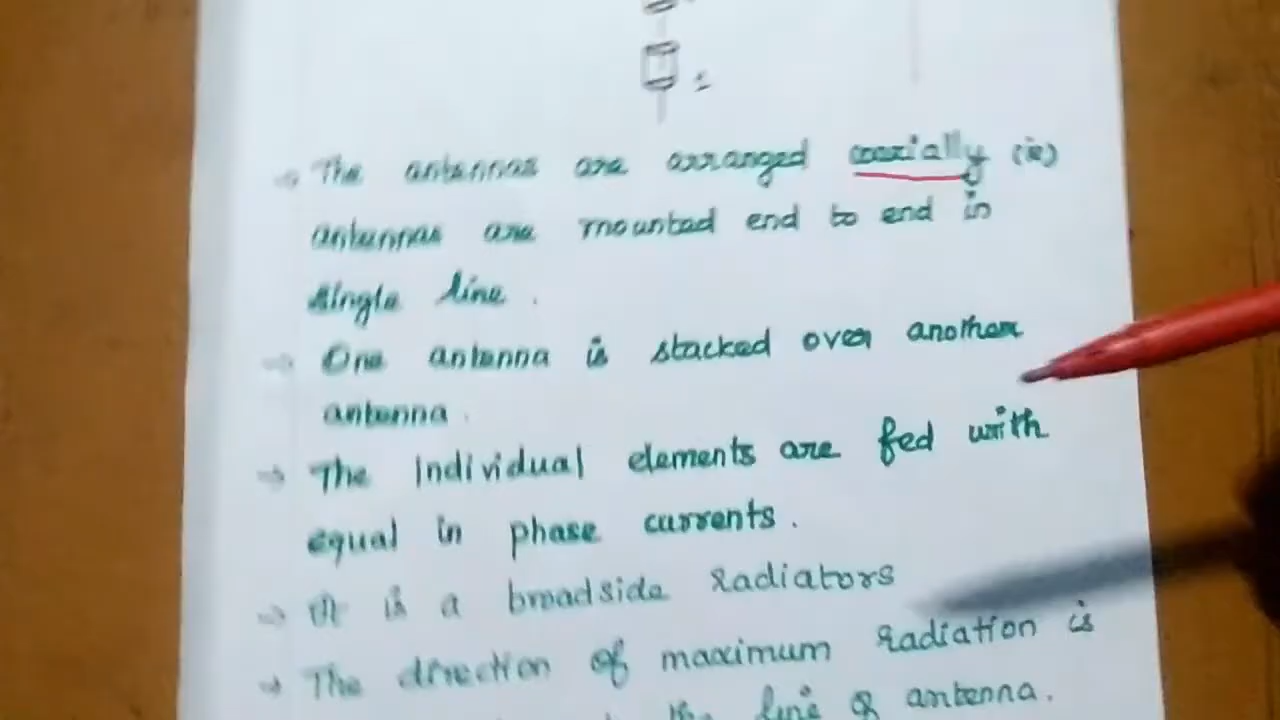 1
→ The antennas are arranged coaxially (ie)
antennas are mounted end to end in
single line .
→ One antenna is stacked over another
antenna .
→ The individual elements are fed with
equal in phase currents .
→ It is a broadside radiators
→ The direction of maximum radiation is
the line of antenna .